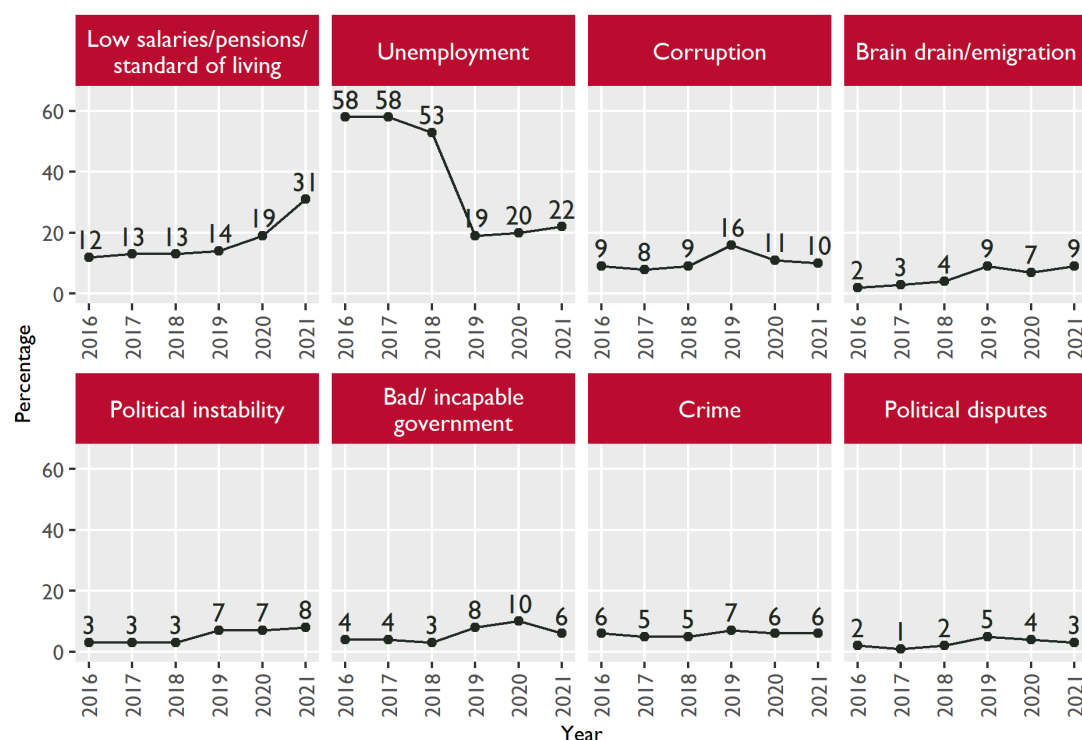 Low salaries/pensions/
standard of living
Unemployment
Corruption
Brain drain/emigration
60
40
20
0
12 13 13 14 19 31
58 58 53 19 20 22
9 8 9 16 11 10
2 3 4 9 7 9
2016 2017 2018 2019 2020 2021
2016 2017 2018 2019 2020 2021
2016 2017 2018 2019 2020 2021
2016 2017 2018 2019 2020 2021
Percentage
Political instability
Bad/ incapable
government
Crime
Political disputes
60
40
20
0
3 3 3 7 7 8
4 4 3 8 10 6
6 5 5 7 6 6
2 1 2 5 4 3
2016 2017 2018 2019 2020 2021
2016 2017 2018 2019 2020 2021
2016 2017 2018 2019 2020 2021
2016 2017 2018 2019 2020 2021
Year